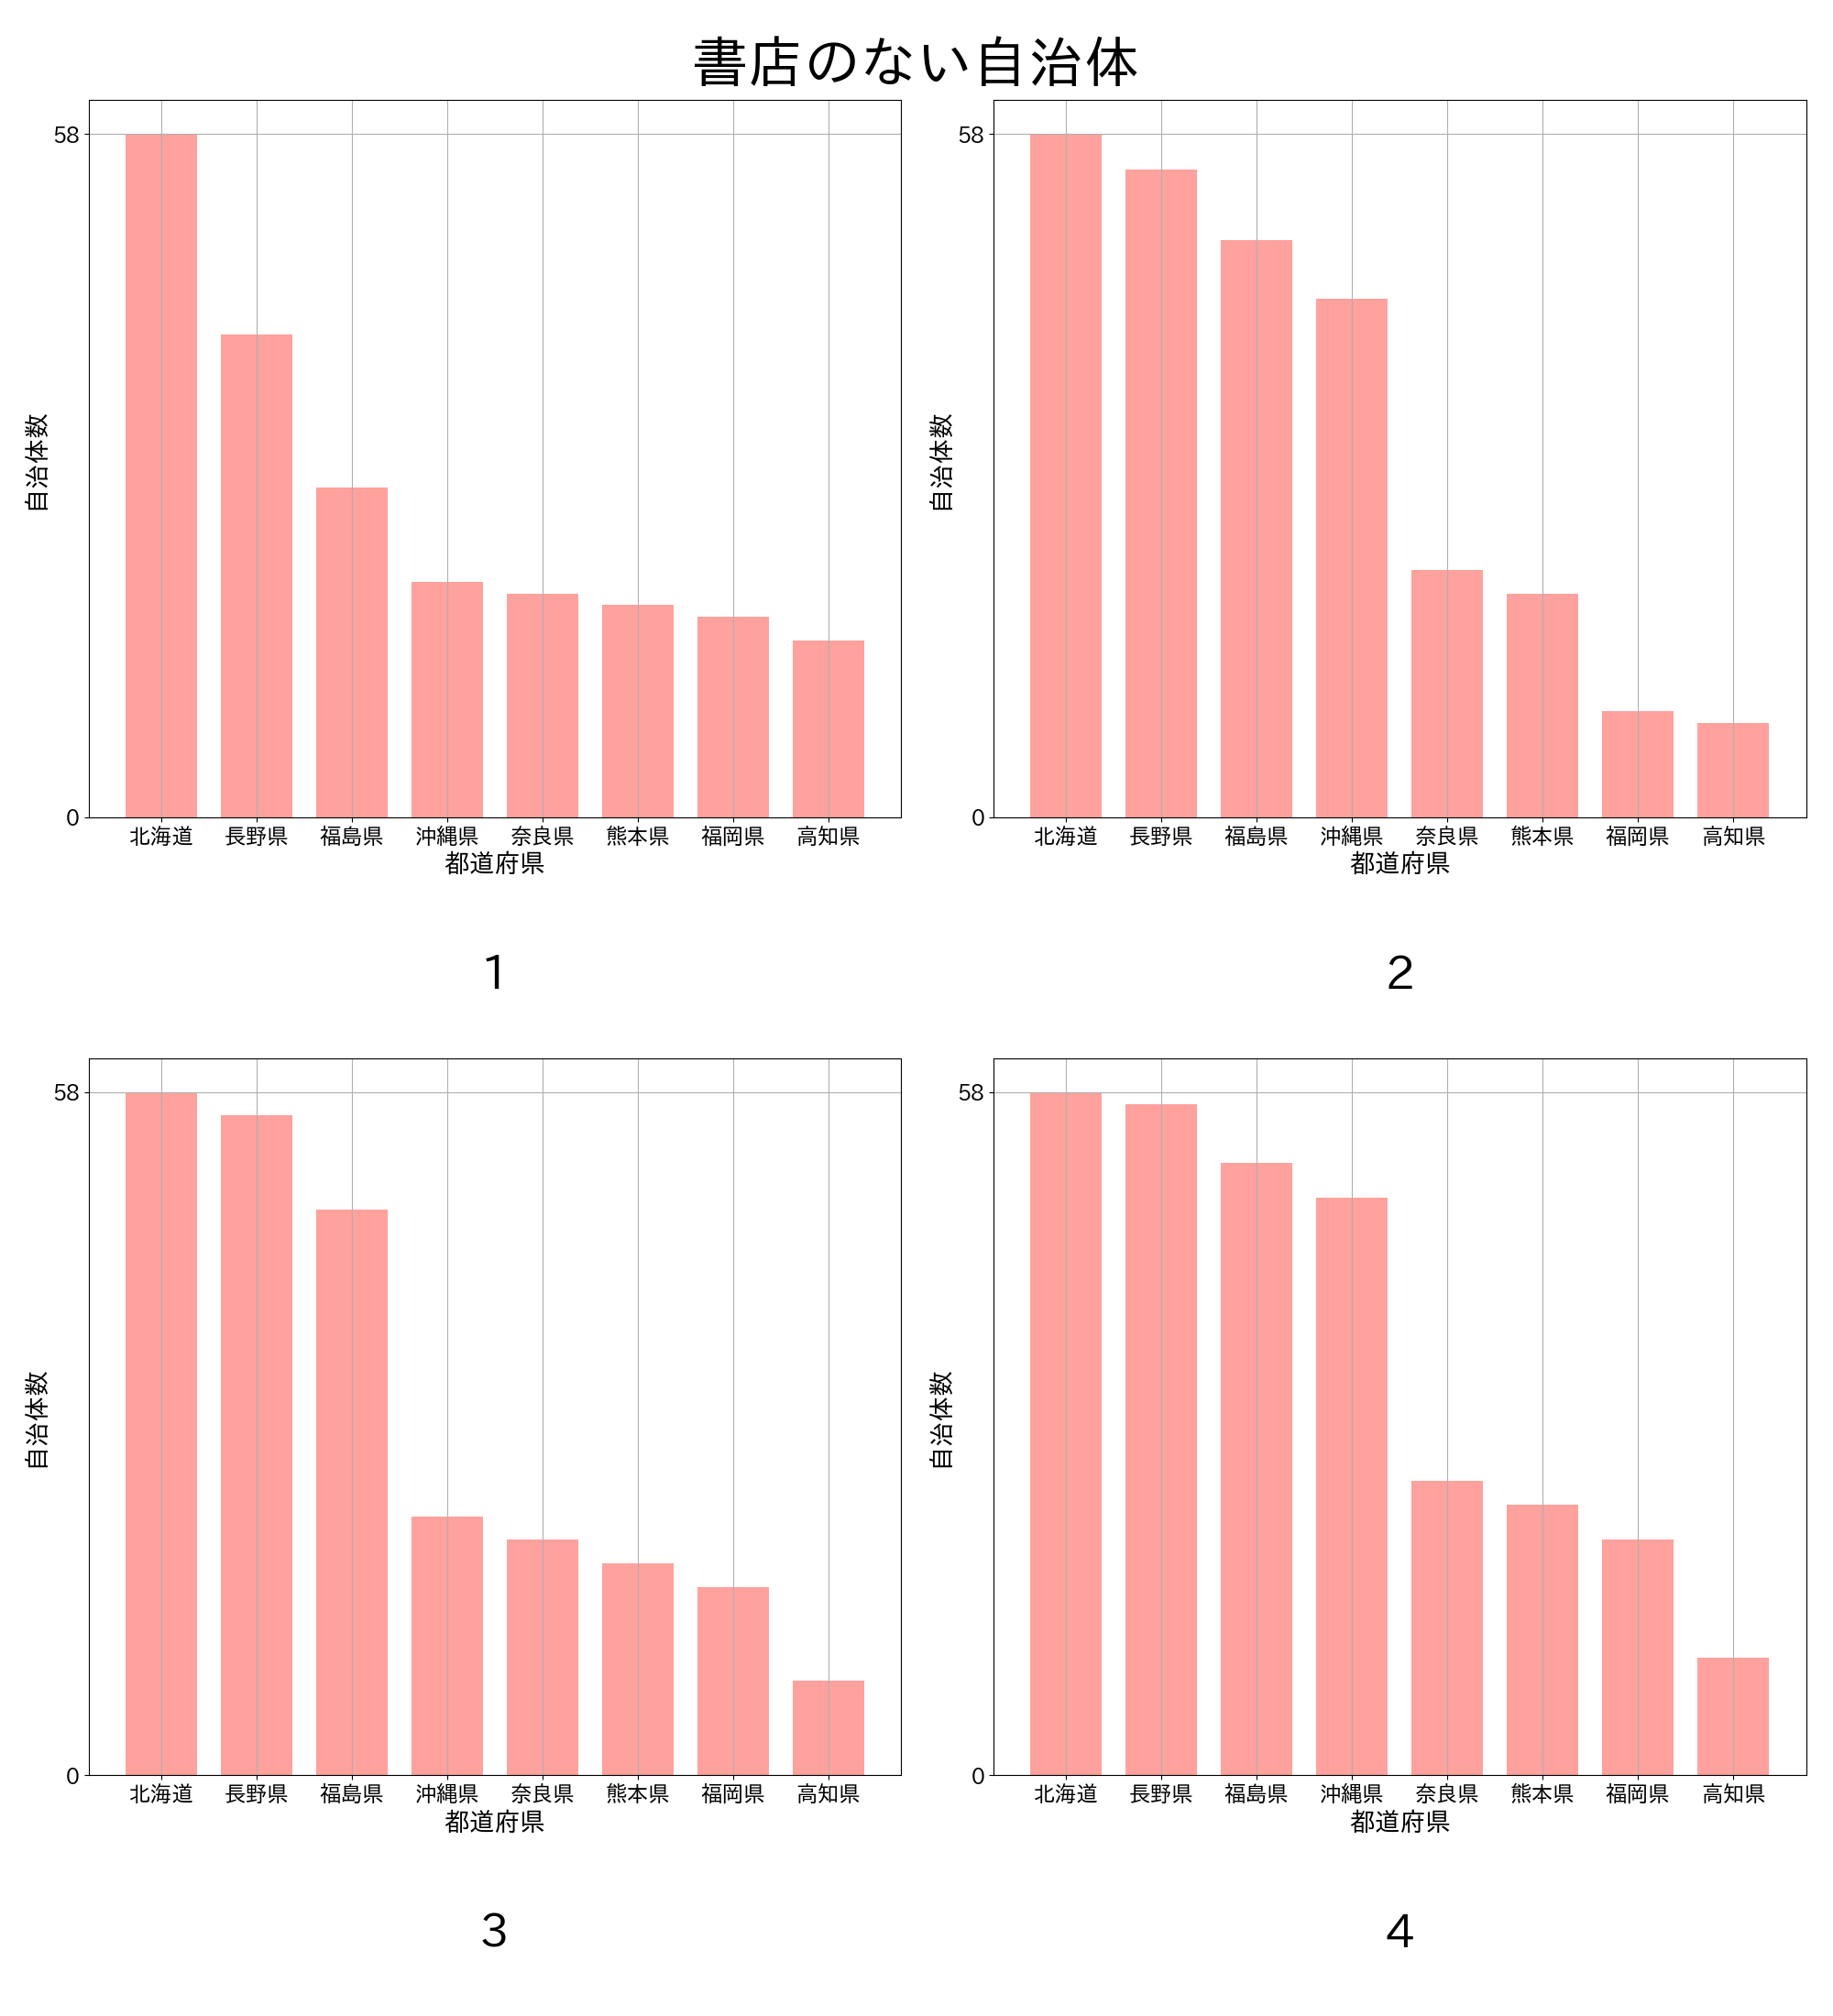 書店のない自治体
58
0
自治体数
北海道 長野県 福島県 沖縄県 奈良県 熊本県 福岡県 高知県
都道府県
1
58
0
自治体数
北海道 長野県 福島県 沖縄県 奈良県 熊本県 福岡県 高知県
都道府県
2
58
0
自治体数
北海道 長野県 福島県 沖縄県 奈良県 熊本県 福岡県 高知県
都道府県
3
58
0
自治体数
北海道 長野県 福島県 沖縄県 奈良県 熊本県 福岡県 高知県
都道府県
4